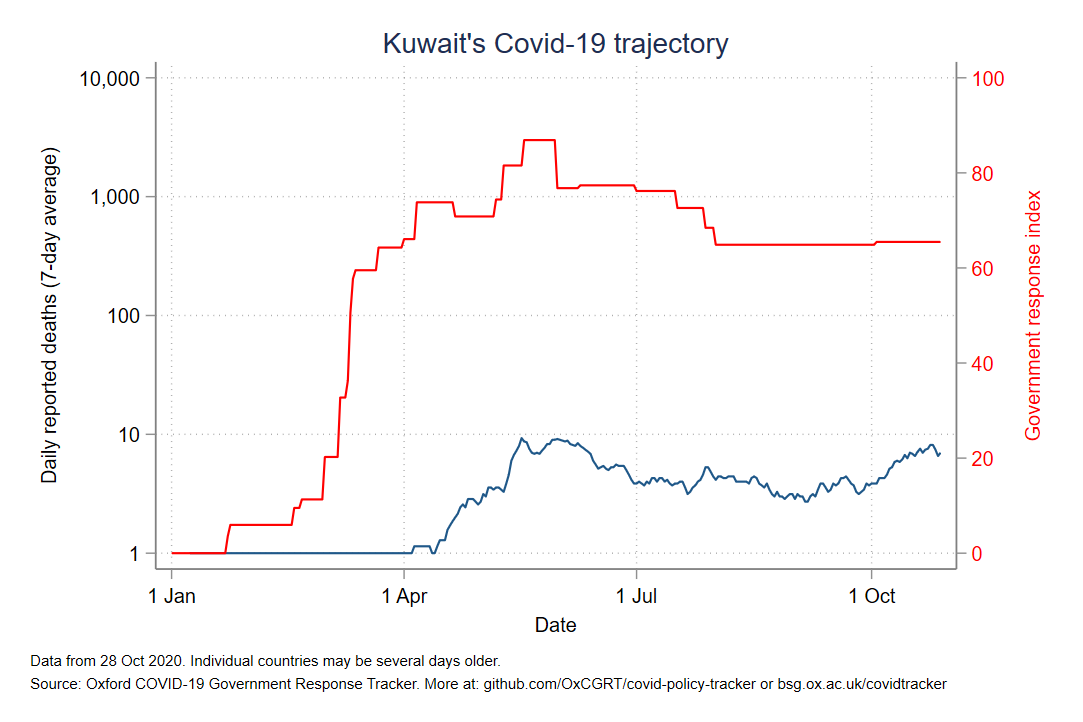 Kuwait's Covid-19 trajectory
10,000
1,000
100
10
1
Daily reported deaths (7-day average)
100
80
60
40
20
0
Government response index
1 Jan
1 Apr
1 Jul
1 Oct
Date
Data from 28 Oct 2020. Individual countries may be several days older.
Source: Oxford COVID-19 Government Response Tracker. More at: github.com/OxCGRT/covid-policy-tracker or bsg.ox.ac.uk/covidtracker